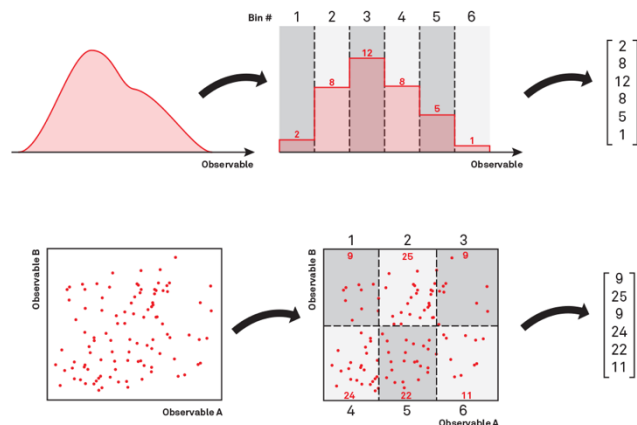 Bin # 1 2 3 4 5 6
12
8 8
5
2 1
Observable Observable
2
8
12
8
5
1
1 2 3
9 25 9
Observable B Observable B
24 22 11
4 5 6
Observable A Observable A
9
25
9
24
22
11